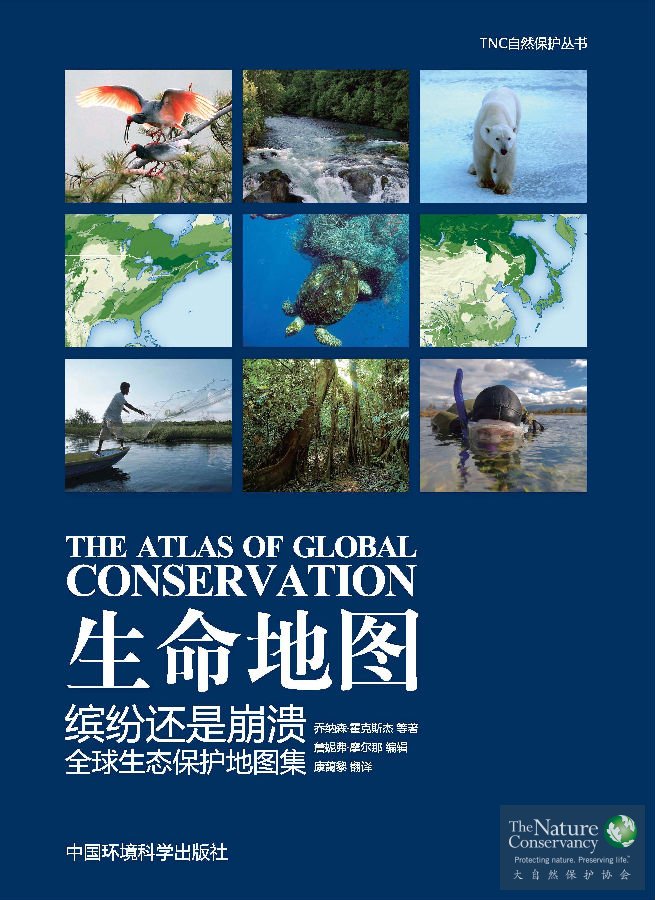 TNC自然保护丛书
THE ATLAS OF GLOBAL
CONSERVATION
生命地图
缤纷还是崩溃
全球生态保护地图集
乔纳森·霍克斯杰 等著
詹妮弗·摩尔那 编辑
康蔼黎 翻译
中国环境科学出版社
The Nature
Conservancy
Protecting nature. Preserving life.™
大自然保护协会